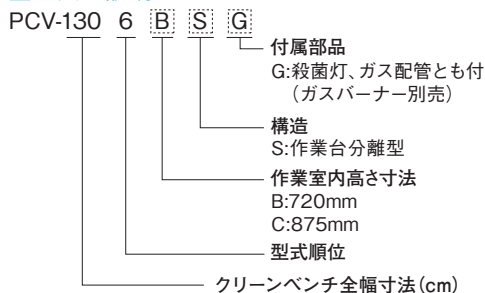 PCV-130 6 B S G
付属部品
G:殺菌灯、ガス配管とも付
（ガスバーナー別売）
構造
S:作業台分離型
作業室内高さ寸法
B:720mm
C:875mm
型式順位
クリーンベンチ全幅寸法(cm)